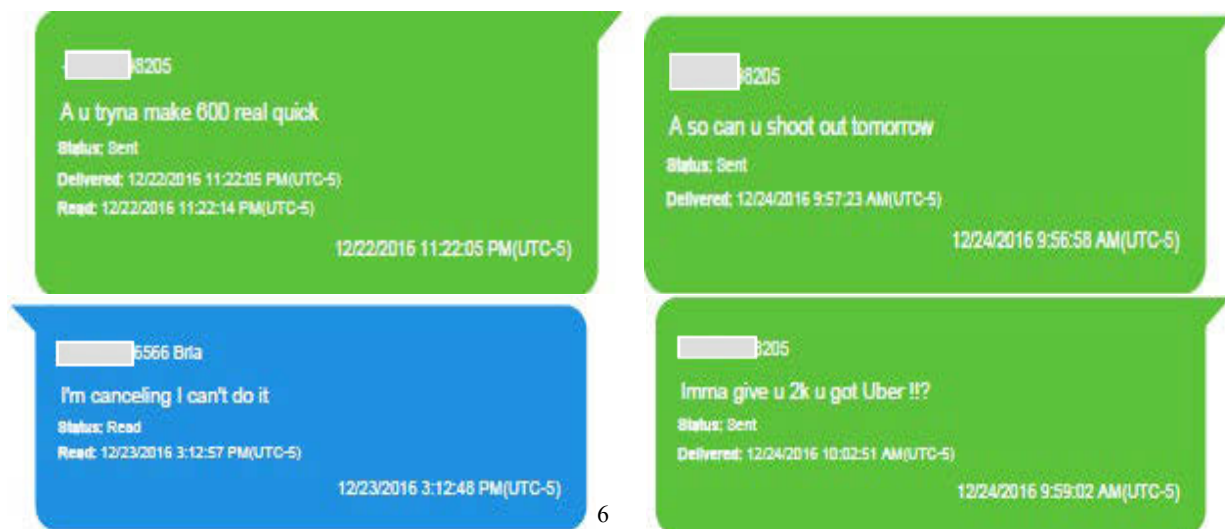 8205
A u tryna make 600 real quick
Status: Sent
Delivered: 12/22/2016 11:22:05 PM(UTC-5)
Read: 12/22/2016 11:22:14 PM(UTC-5)
12/22/2016 11:22:05 PM(UTC-5)
Bria
I'm canceling I can't do it
Status: Read
Read: 12/23/2016 3:12:57 PM(UTC-5)
12/23/2016 3:12:48 PM(UTC-5)
6
8205
A so can u shoot out tomorrow
Status: Sent
Delivered: 12/24/2016 9:57:23 AM(UTC-5)
12/24/2016 9:56:58 AM(UTC-5)
8205
Imma give u 2k u got Uber !!?
Status: Sent
Delivered: 12/24/2016 10:02:51 AM(UTC-5)
12/24/2016 9:59:02 AM(UTC-5)